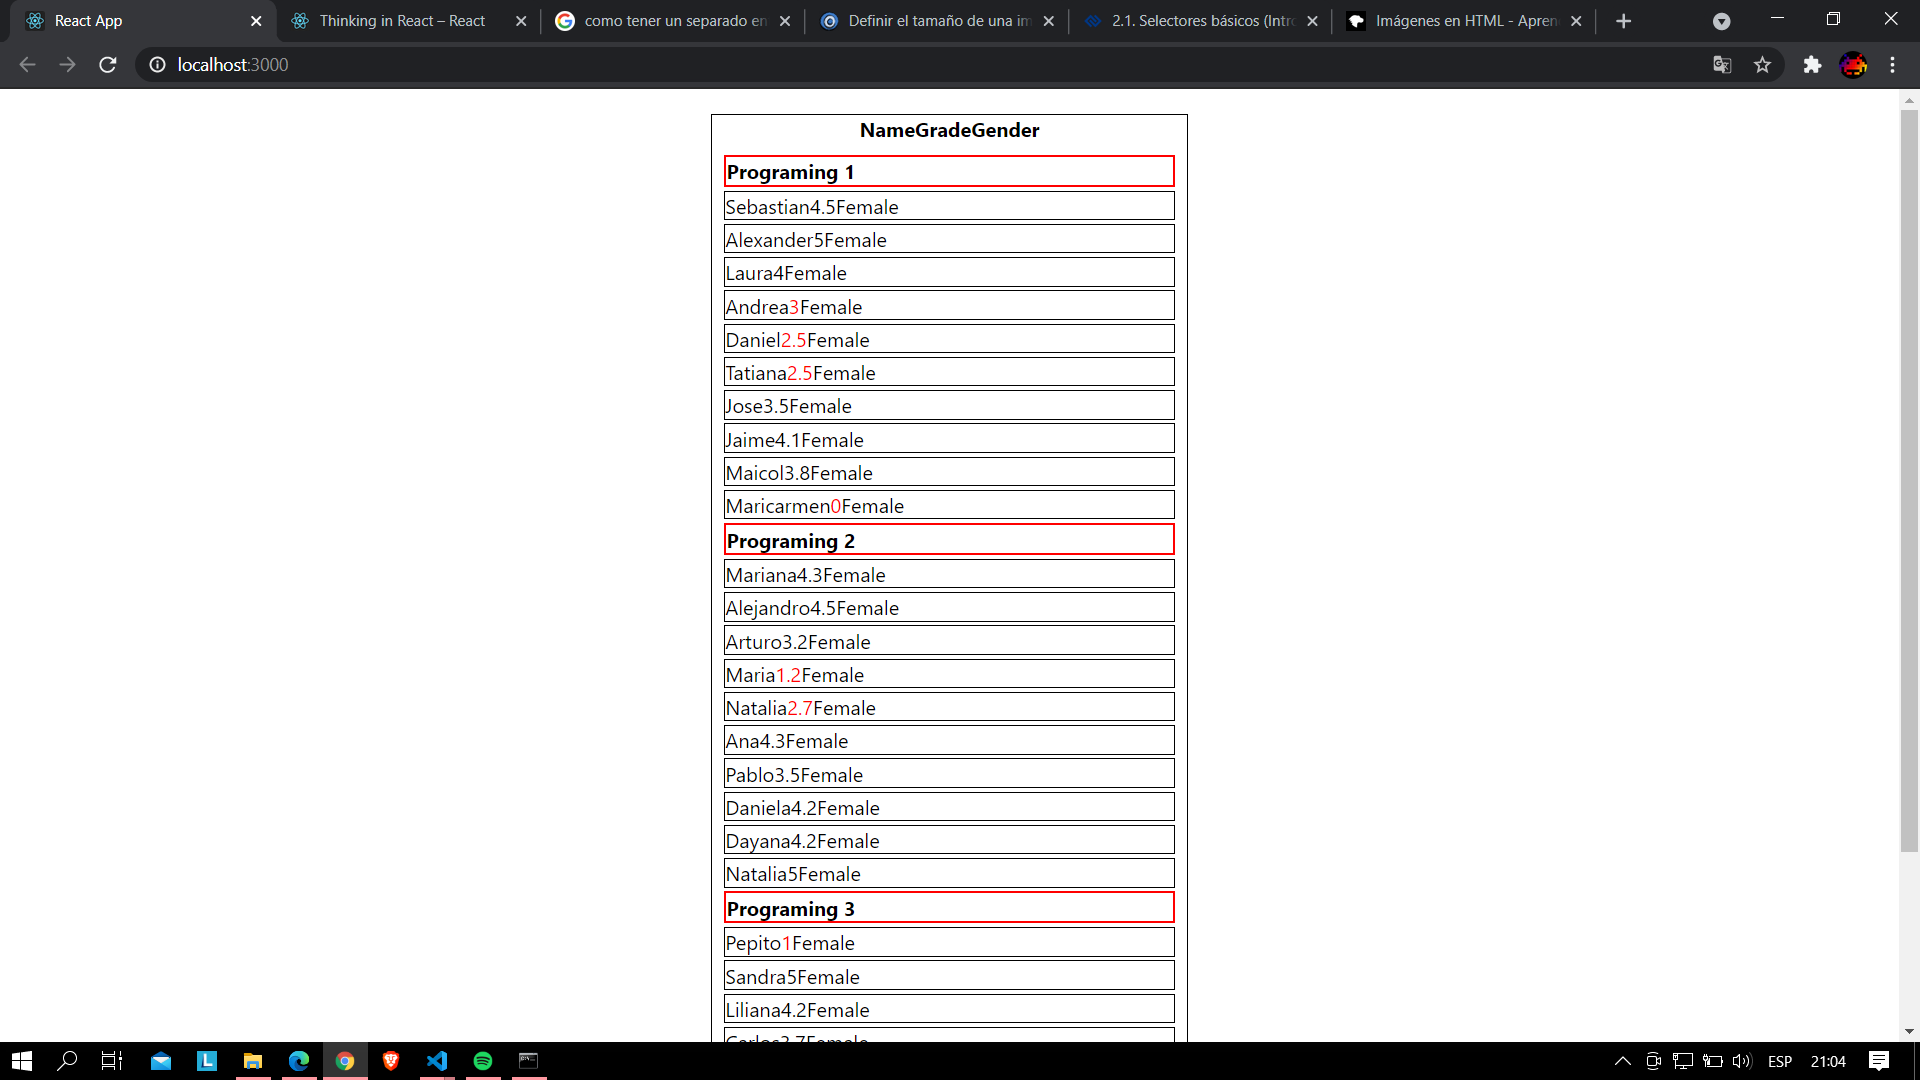 React App
Thinking in React – React
como tener un separado en
Definir el tamaño de una im
2.1. Selectores básicos (Intro
Imágenes en HTML - Apren
localhost:3000
NameGradeGender
Programing 1
Sebastian4.5Female
Alexander5Female
Laura4Female
Andrea3Female
Daniel2.5Female
Tatiana2.5Female
Jose3.5Female
Jaime4.1Female
Maicol3.8Female
Maricarmen0Female
Programing 2
Mariana4.3Female
Alejandro4.5Female
Arturo3.2Female
Maria1.2Female
Natalia2.7Female
Ana4.3Female
Pablo3.5Female
Daniela4.2Female
Dayana4.2Female
Natalia5Female
Programing 3
Pepito1Female
Sandra5Female
Liliana4.2Female
Carlos3.7Female
ESP
21:04